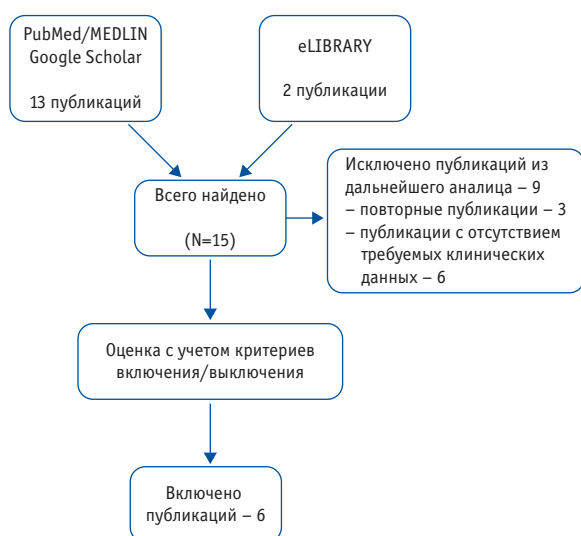 PubMed/MEDLIN
Google Scholar
13 публикаций
eLIBRARY
2 публикации
Всего найдено
(N=15)
Исключено публикаций из
дальнейшего аналица – 9
– повторные публикации – 3
– публикации с отсутствием
требуемых клинических
данных – 6
Оценка с учетом критериев
включения/выключения
Включено
публикаций – 6